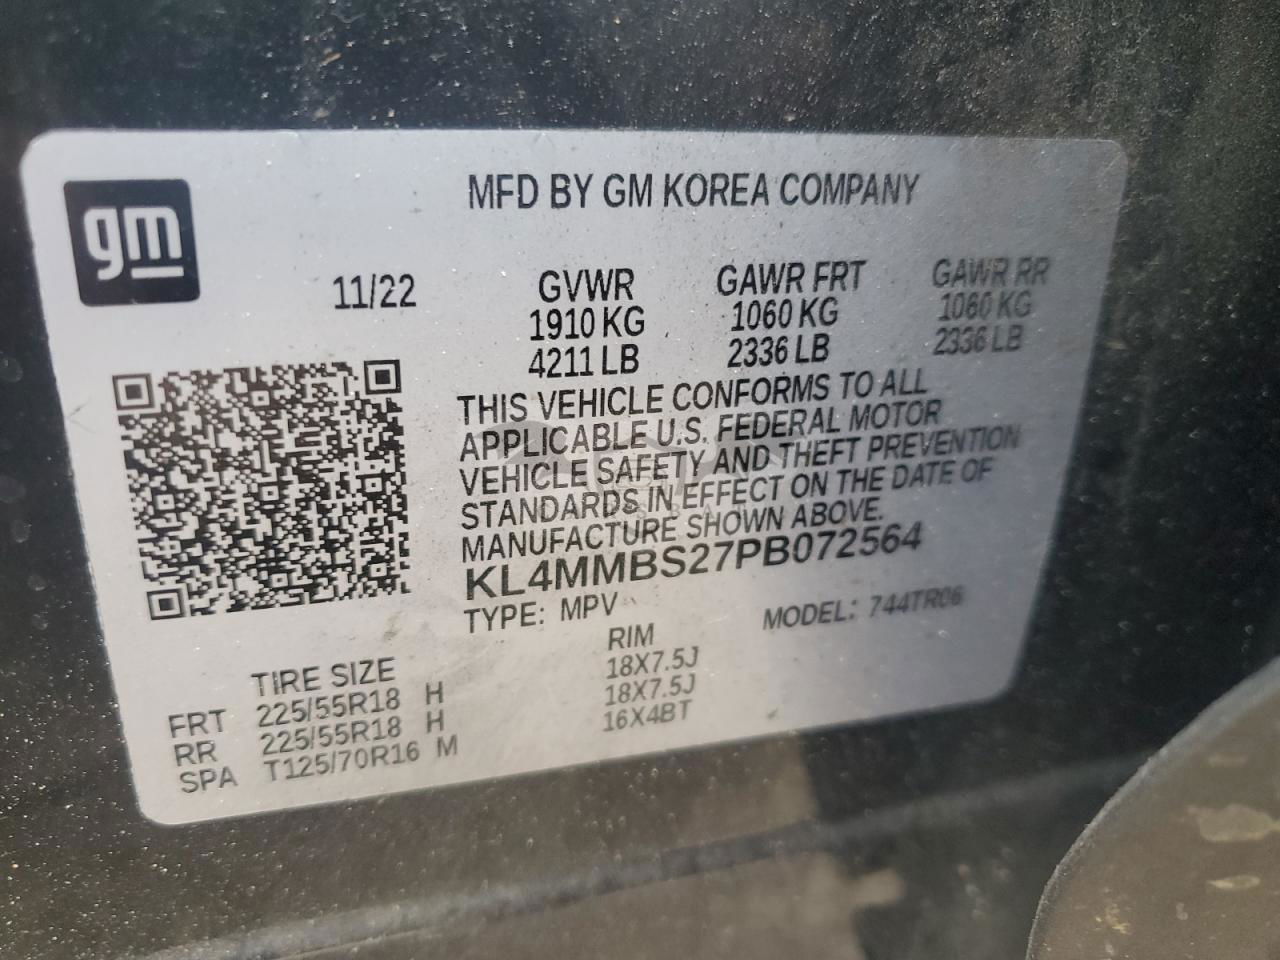 gm
MFD BY GM KOREA COMPANY
11/22
GVWR GAWR FRT GAWR RR
1910 KG 1060 KG 1060 KG
4211 LB 2336 LB 2336 LB
THIS VEHICLE CONFORMS TO ALL
APPLICABLE U.S. FEDERAL MOTOR
VEHICLE SAFETY AND THEFT PREVENTION
STANDARDS IN EFFECT ON THE DATE OF
MANUFACTURE SHOWN ABOVE.
KL4MMBS27PB072564
TYPE: MPV MODEL: 744TR06
TIRE SIZE RIM
FRT 225/55R18 H 18X7.5J
RR 225/55R18 H 18X7.5J
SPA T125/70R16 M 16X4BT